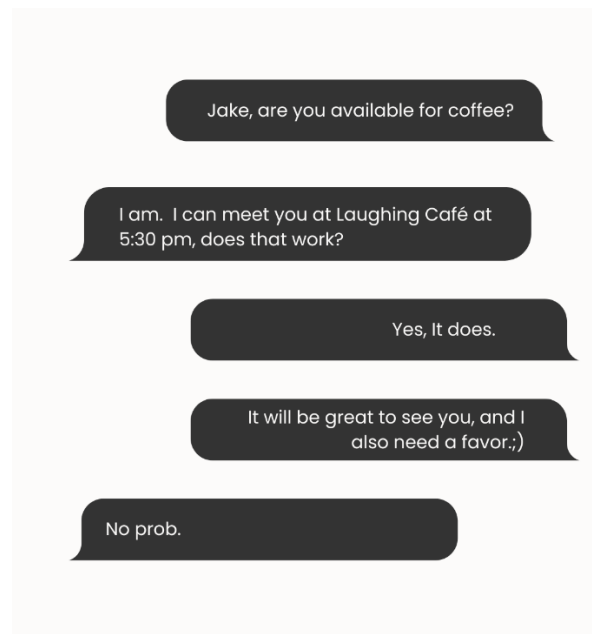 Jake, are you available for coffee?
I am.  I can meet you at Laughing Café at
5:30 pm, does that work?
Yes, It does.
It will be great to see you, and I
also need a favor.;)
No prob.